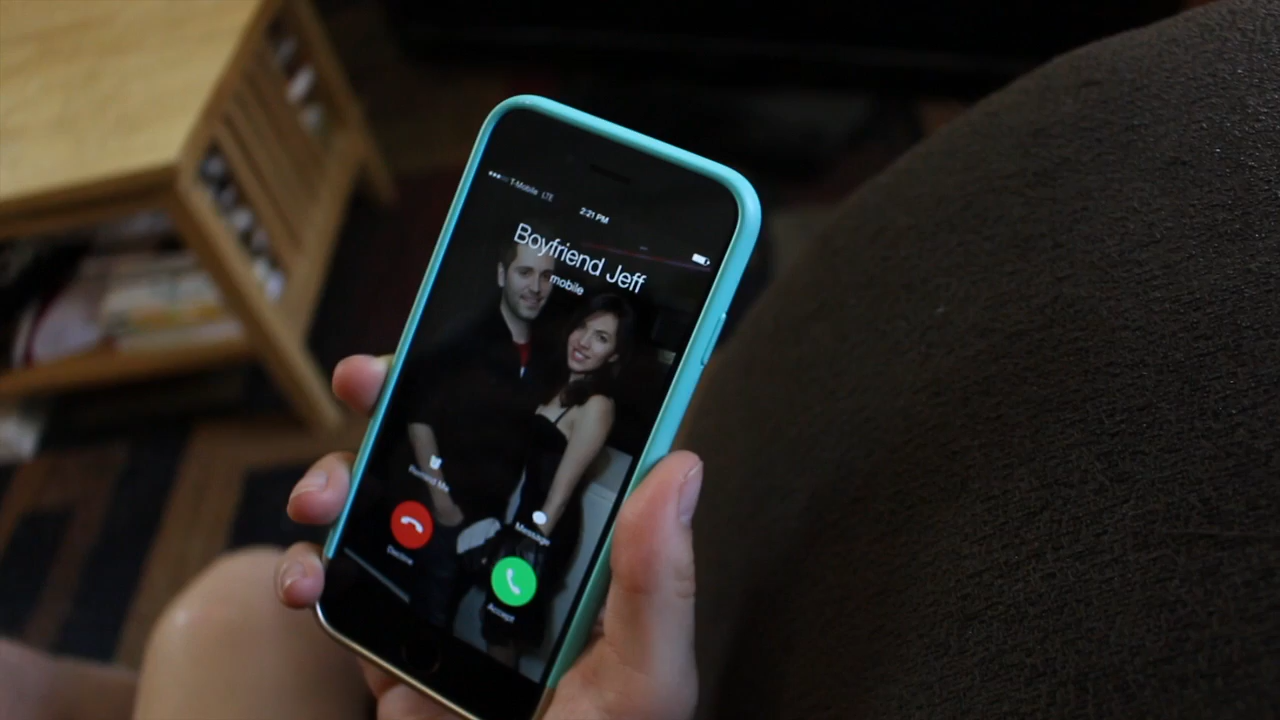 T-Mobile LTE
2:21 PM
Boyfriend Jeff
mobile
Remind Me
Message
Decline
Accept